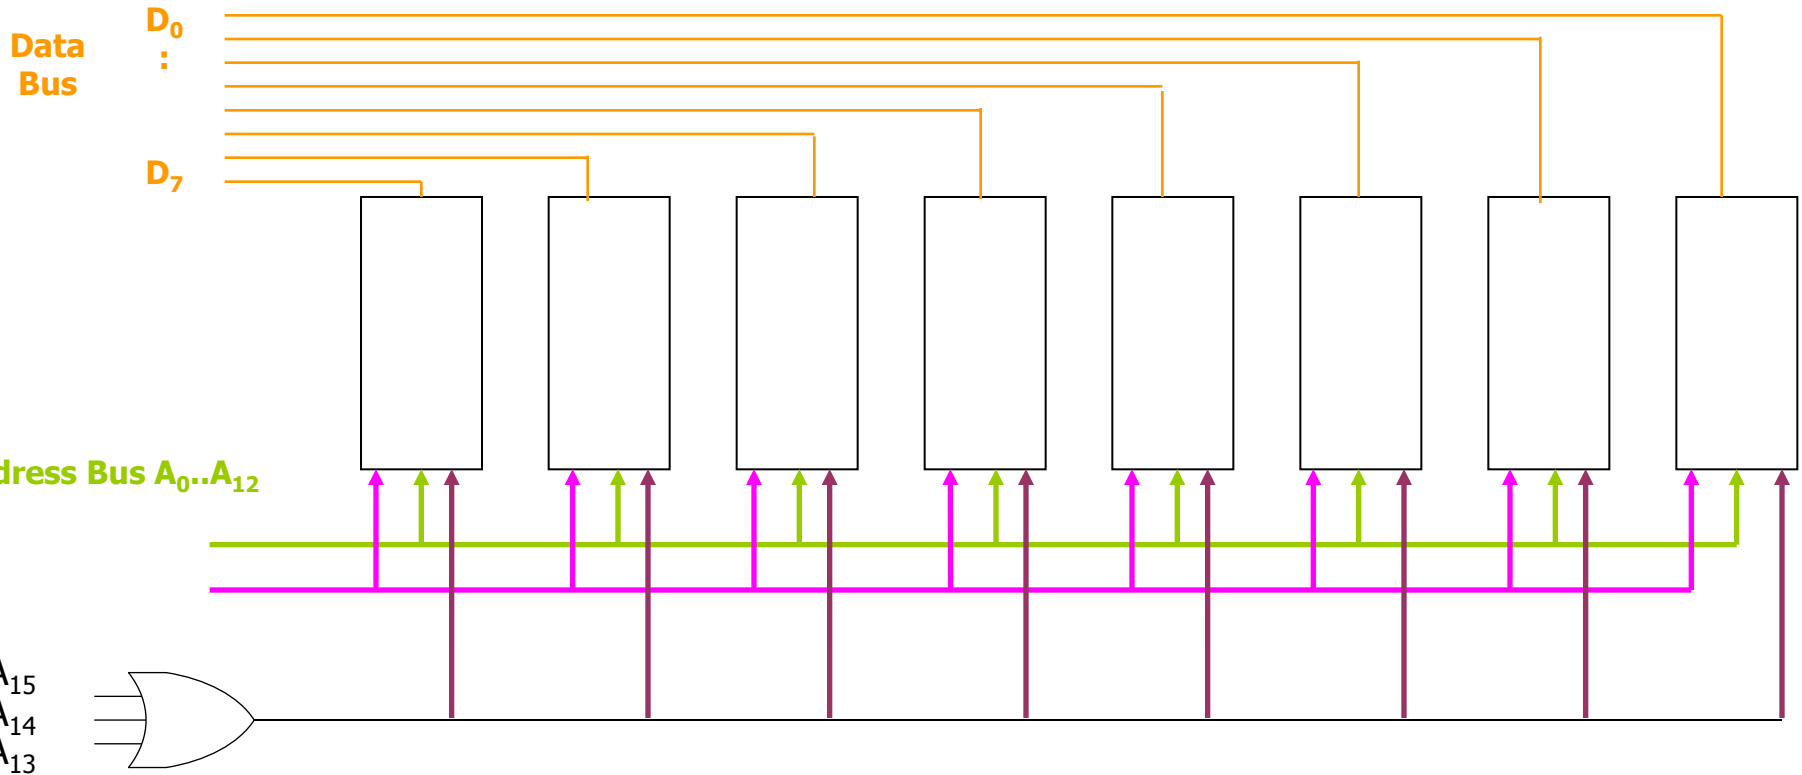 D₀
Data
:
Bus
D₇
dress Bus A₀..A₁₂
A₁₅
A₁₄
A₁₃